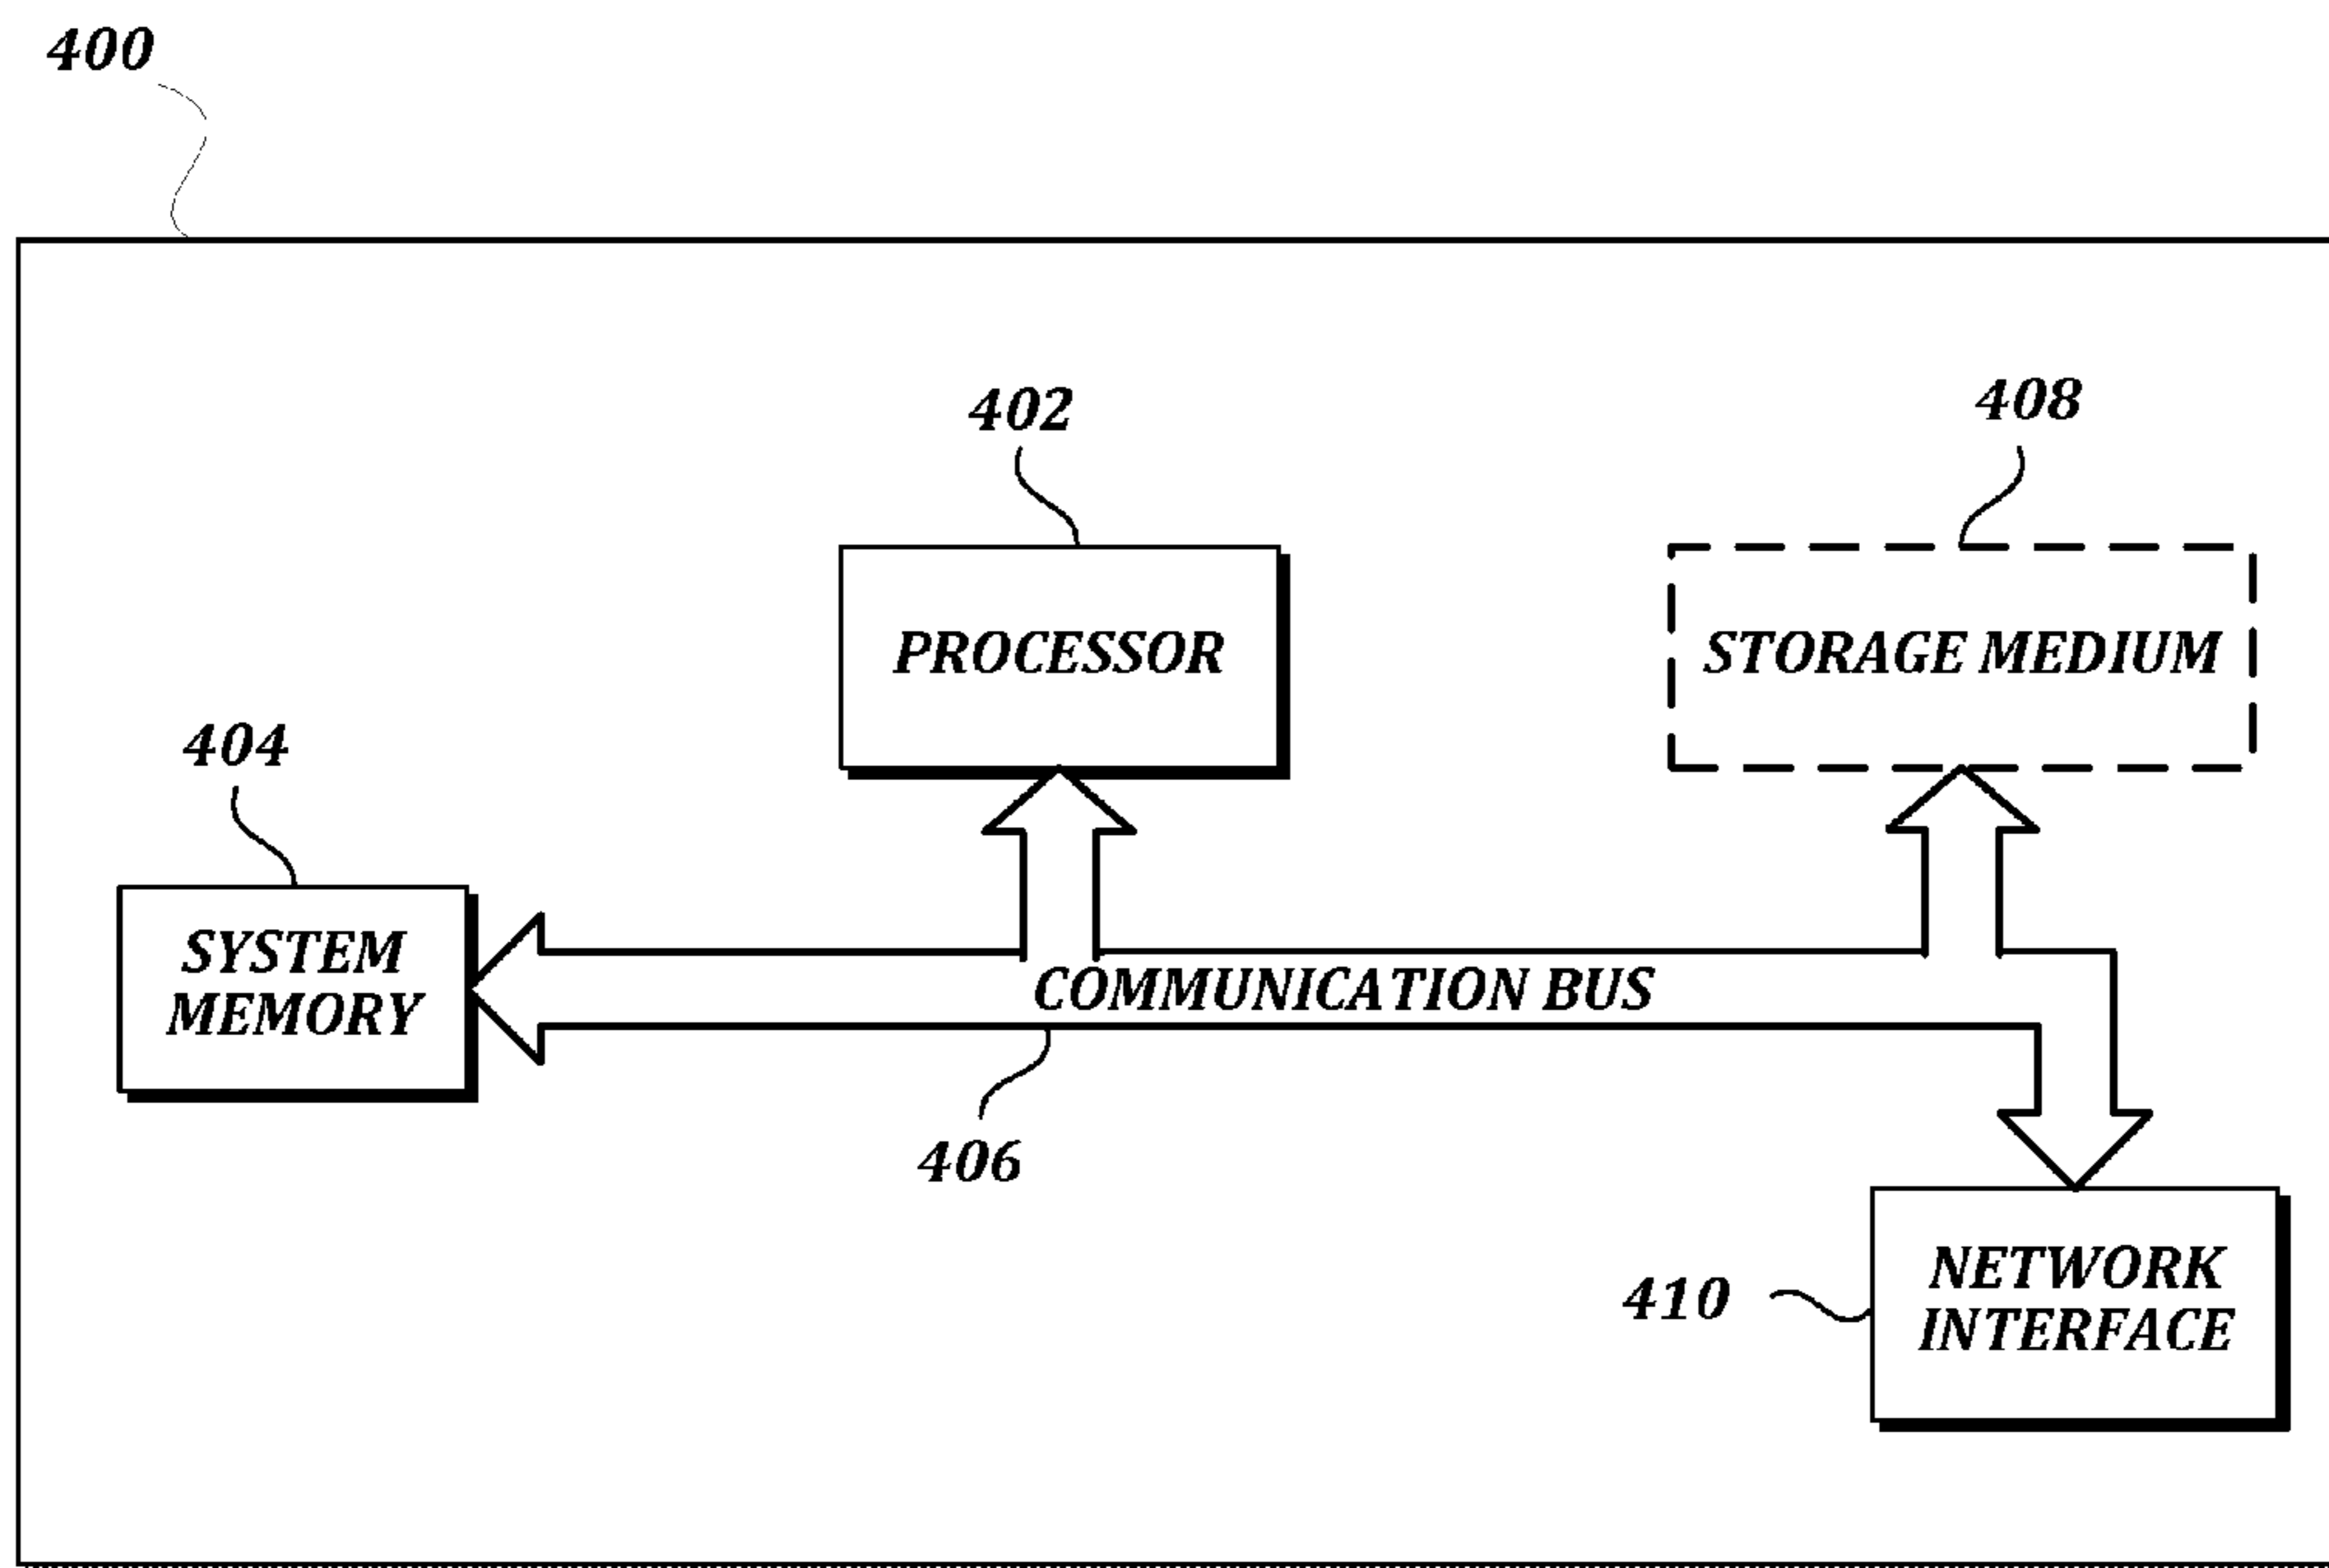 400
402
408
PROCESSOR
STORAGE MEDIUM
404
SYSTEM
MEMORY
COMMUNICATION BUS
406
410
NETWORK
INTERFACE